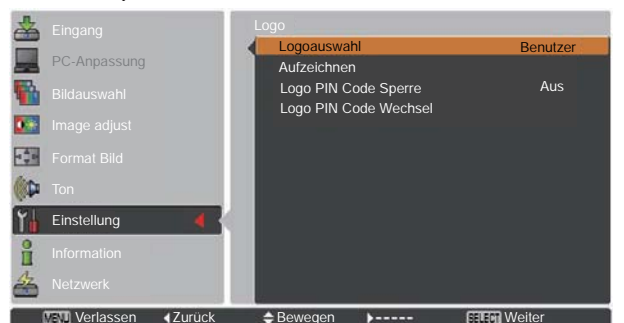 Eingang
PC-Anpassung
Bildauswahl
Image adjust
Format Bild
Ton
Einstellung
Information
Netzwerk
Logo
Logoauswahl Benutzer
Aufzeichnen
Logo PIN Code Sperre Aus
Logo PIN Code Wechsel
MENU Verlassen Zurück Bewegen ----- SELECT Weiter